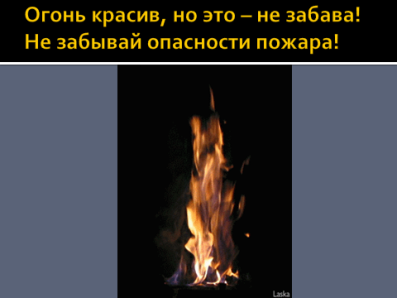 Огонь красив, но это – не забава!
Не забывай опасности пожара!
Laska